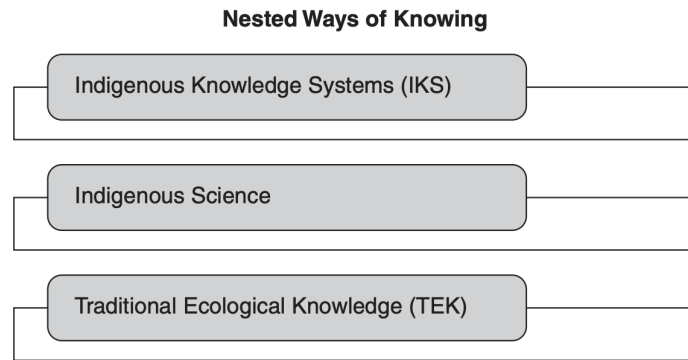 Nested Ways of Knowing
Indigenous Knowledge Systems (IKS)
Indigenous Science
Traditional Ecological Knowledge (TEK)